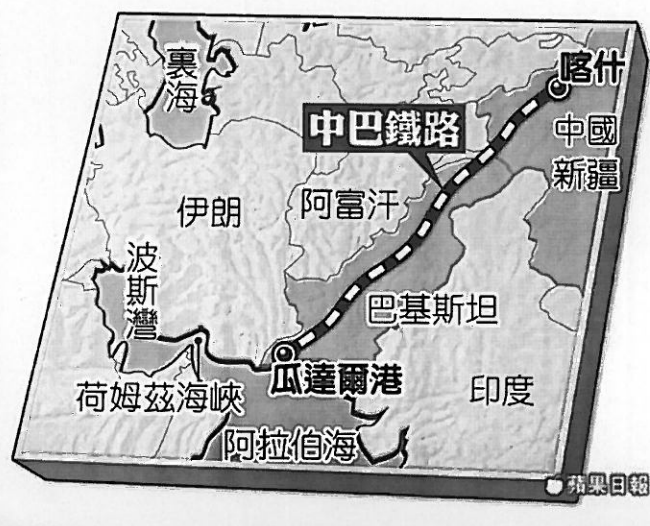 裏海
喀什
中巴鐵路
中國
新疆
伊朗
阿富汗
波斯灣
巴基斯坦
瓜達爾港
荷姆茲海峽
印度
阿拉伯海
蘋果日報